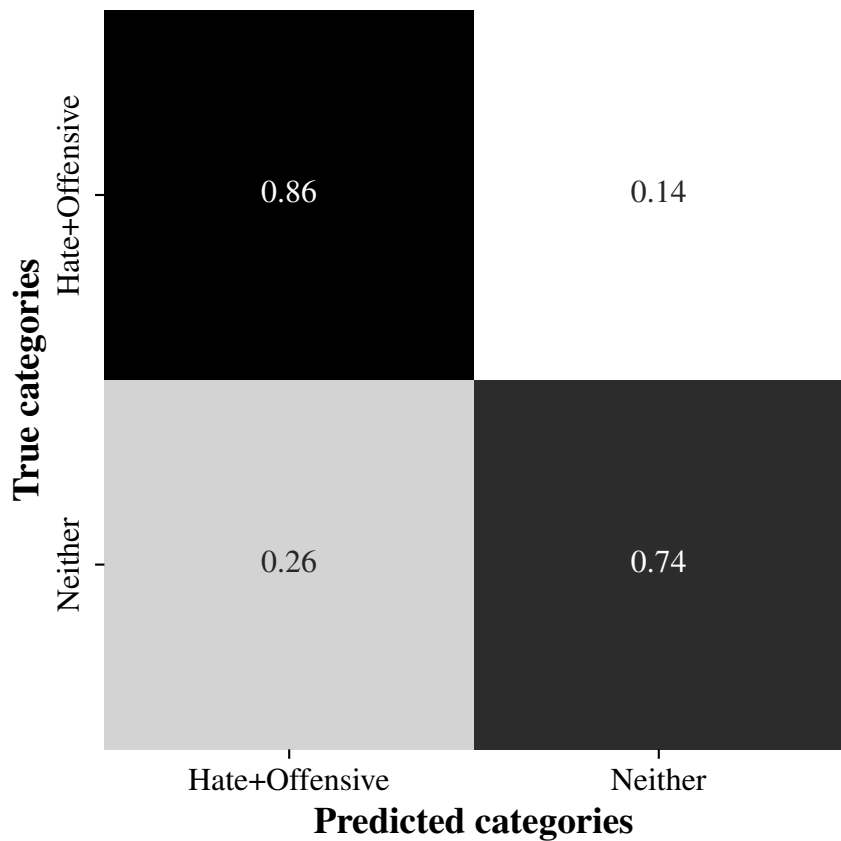 True categories
Hate+Offensive
Neither
0.86 0.14
0.26 0.74
Hate+Offensive Neither
Predicted categories